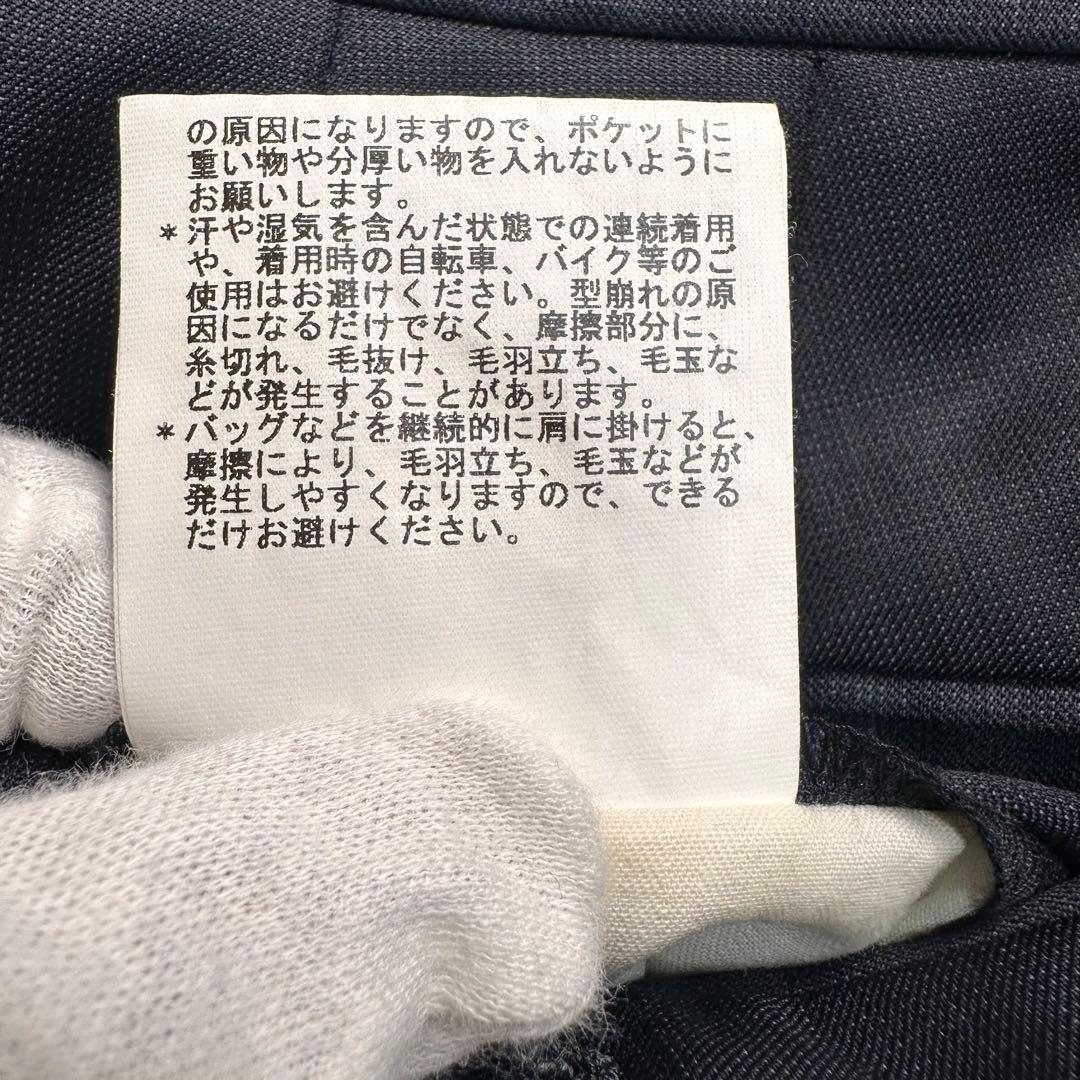 の原因になりますので、ポケットに
重い物や分厚い物を入れないように
お願いします。
*汗や湿気を含んだ状態での連続着用
や、着用時の自転車、バイク等のご
使用はお避けください。型崩れの原
因になるだけでなく、摩擦部分に、
糸切れ、毛抜け、毛羽立ち、毛玉な
どが発生することがあります。
*バッグなどを継続的に肩に掛けると、
摩擦により、毛羽立ち、毛玉などが
発生しやすくなりますので、できる
だけお避けください。